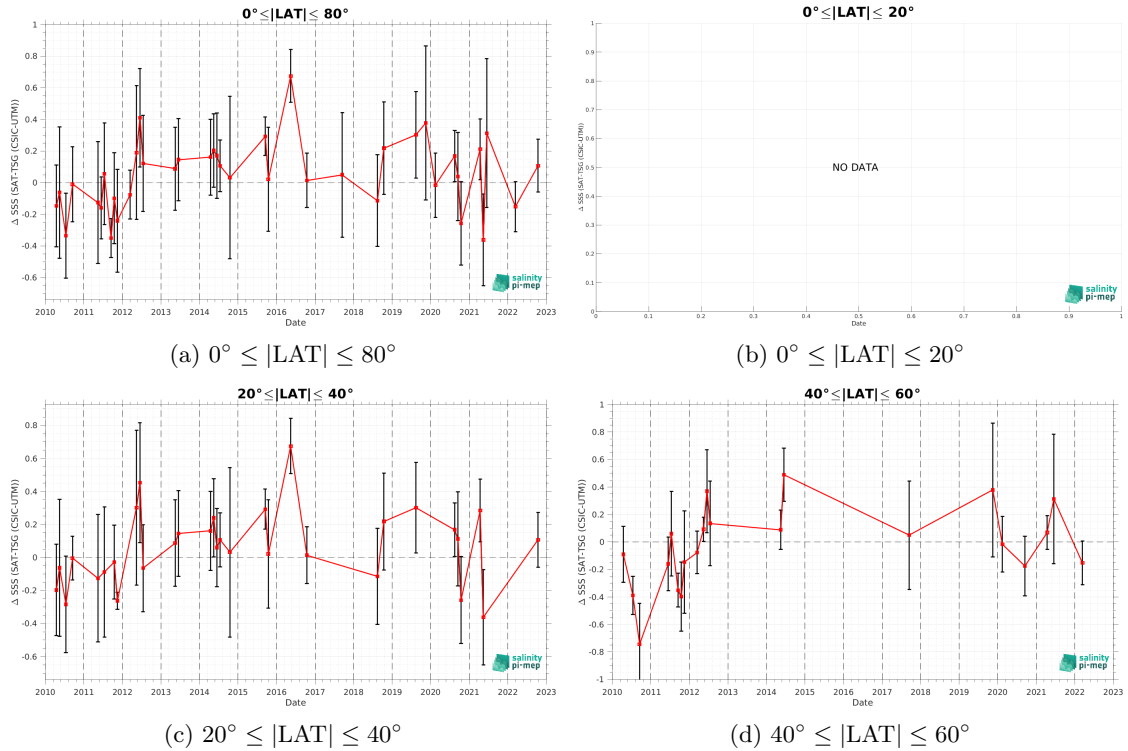 0°≤|LAT|≤ 80°
1
0.8
0.6
0.4
0.2
0
-0.2
-0.4
-0.6
Δ SSS (SAT-TSG (CSIC-UTM))
2010 2011 2012 2013 2014 2015 2016 2017 2018 2019 2020 2021 2022 2023
Date
salinity
pi-mep
(a) 0° ≤ |LAT| ≤ 80°
0°≤|LAT|≤ 20°
1
0.9
0.8
0.7
0.6
0.5
0.4
0.3
0.2
0.1
0
Δ SSS (SAT-TSG (CSIC-UTM))
NO DATA
0 0.1 0.2 0.3 0.4 0.5 0.6 0.7 0.8 0.9 1
Date
salinity
pi-mep
(b) 0° ≤ |LAT| ≤ 20°
20°≤|LAT|≤ 40°
0.8
0.6
0.4
0.2
0
-0.2
-0.4
-0.6
Δ SSS (SAT-TSG (CSIC-UTM))
2010 2011 2012 2013 2014 2015 2016 2017 2018 2019 2020 2021 2022 2023
Date
salinity
pi-mep
(c) 20° ≤ |LAT| ≤ 40°
40°≤|LAT|≤ 60°
1
0.8
0.6
0.4
0.2
0
-0.2
-0.4
-0.6
-0.8
-1
Δ SSS (SAT-TSG (CSIC-UTM))
2010 2011 2012 2013 2014 2015 2016 2017 2018 2019 2020 2021 2022 2023
Date
salinity
pi-mep
(d) 40° ≤ |LAT| ≤ 60°